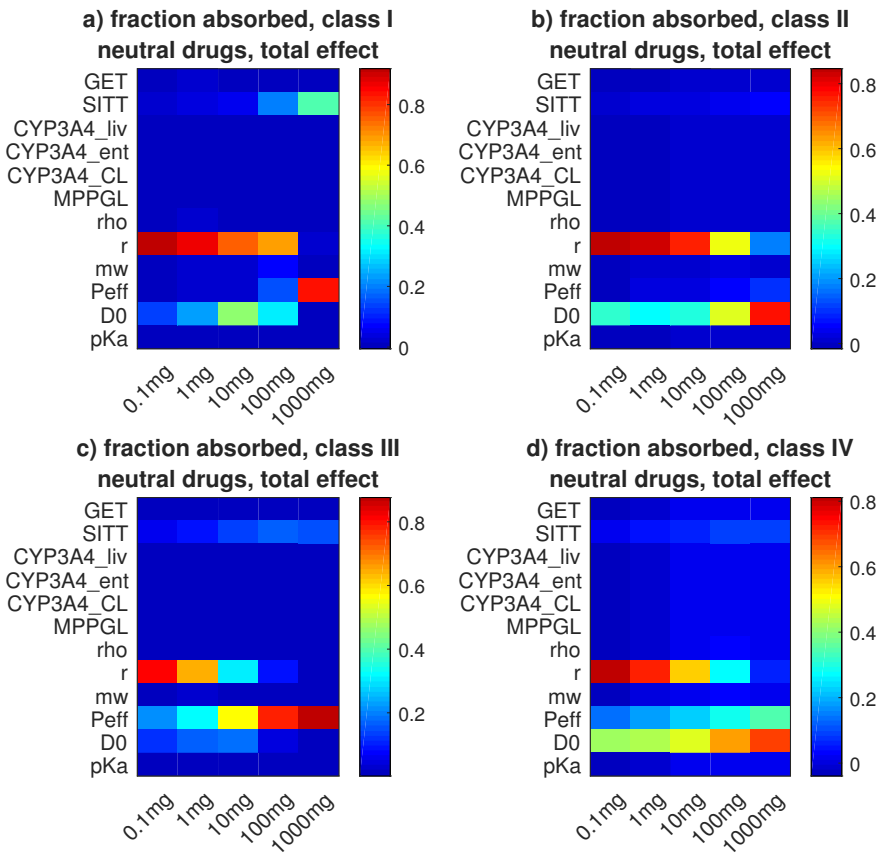 a) fraction absorbed, class I
neutral drugs, total effect
GET
SITT
CYP3A4_liv
CYP3A4_ent
CYP3A4_CL
MPPGL
rho
r
mw
Peff
D0
pKa
0.1mg
1mg
10mg
100mg
1000mg
0.8
0.6
0.4
0.2
0
b) fraction absorbed, class II
neutral drugs, total effect
GET
SITT
CYP3A4_liv
CYP3A4_ent
CYP3A4_CL
MPPGL
rho
r
mw
Peff
D0
pKa
0.1mg
1mg
10mg
100mg
1000mg
0.8
0.6
0.4
0.2
0
c) fraction absorbed, class III
neutral drugs, total effect
GET
SITT
CYP3A4_liv
CYP3A4_ent
CYP3A4_CL
MPPGL
rho
r
mw
Peff
D0
pKa
0.1mg
1mg
10mg
100mg
1000mg
0.8
0.6
0.4
0.2
d) fraction absorbed, class IV
neutral drugs, total effect
GET
SITT
CYP3A4_liv
CYP3A4_ent
CYP3A4_CL
MPPGL
rho
r
mw
Peff
D0
pKa
0.1mg
1mg
10mg
100mg
1000mg
0.8
0.6
0.4
0.2
0